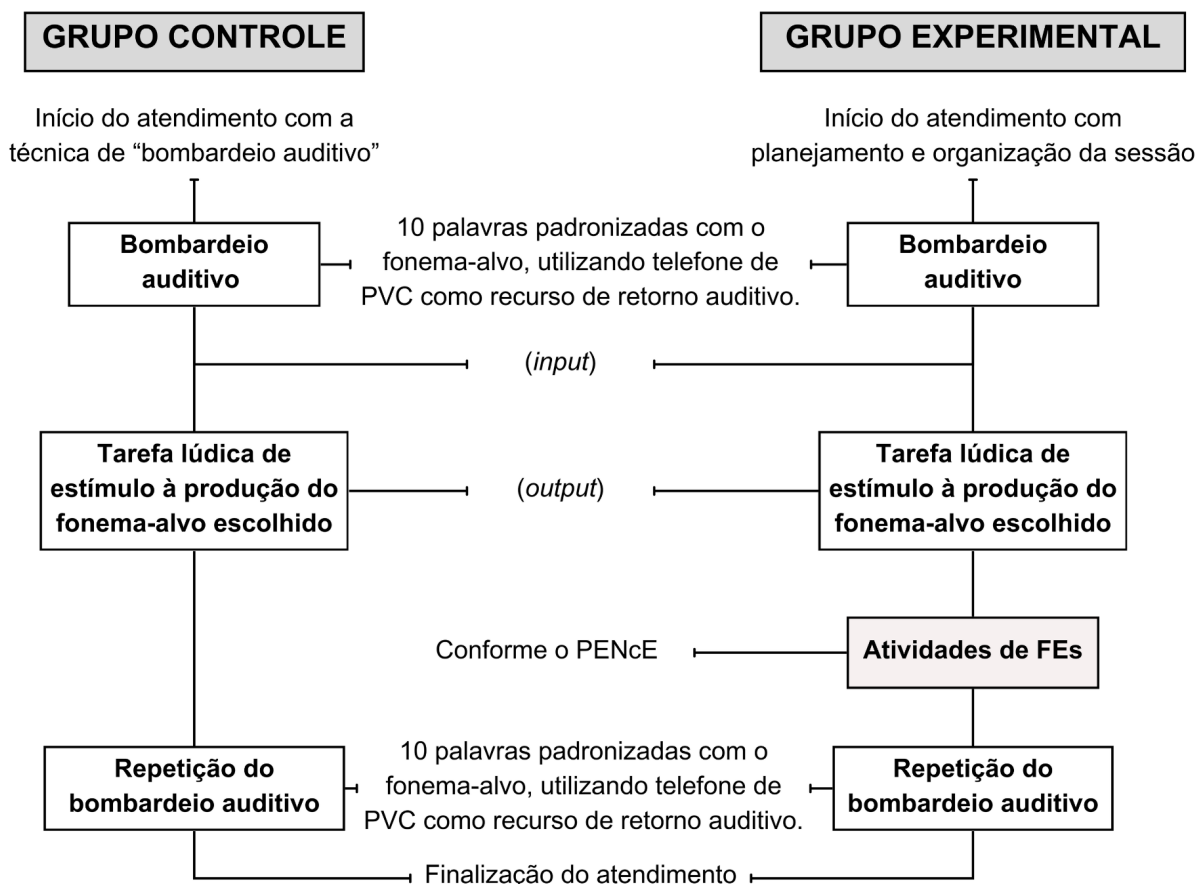 GRUPO CONTROLE
GRUPO EXPERIMENTAL
Início do atendimento com a
técnica de “bombardeio auditivo”
Início do atendimento com
planejamento e organização da sessão
Bombardeio
auditivo
10 palavras padronizadas com o
fonema-alvo, utilizando telefone de
PVC como recurso de retorno auditivo.
Bombardeio
auditivo
(input)
Tarefa lúdica de
estímulo à produção do
fonema-alvo escolhido
(output)
Tarefa lúdica de
estímulo à produção do
fonema-alvo escolhido
Conforme o PENcE
Atividades de FEs
Repetição do
bombardeio auditivo
10 palavras padronizadas com o
fonema-alvo, utilizando telefone de
PVC como recurso de retorno auditivo.
Repetição do
bombardeio auditivo
Finalização do atendimento